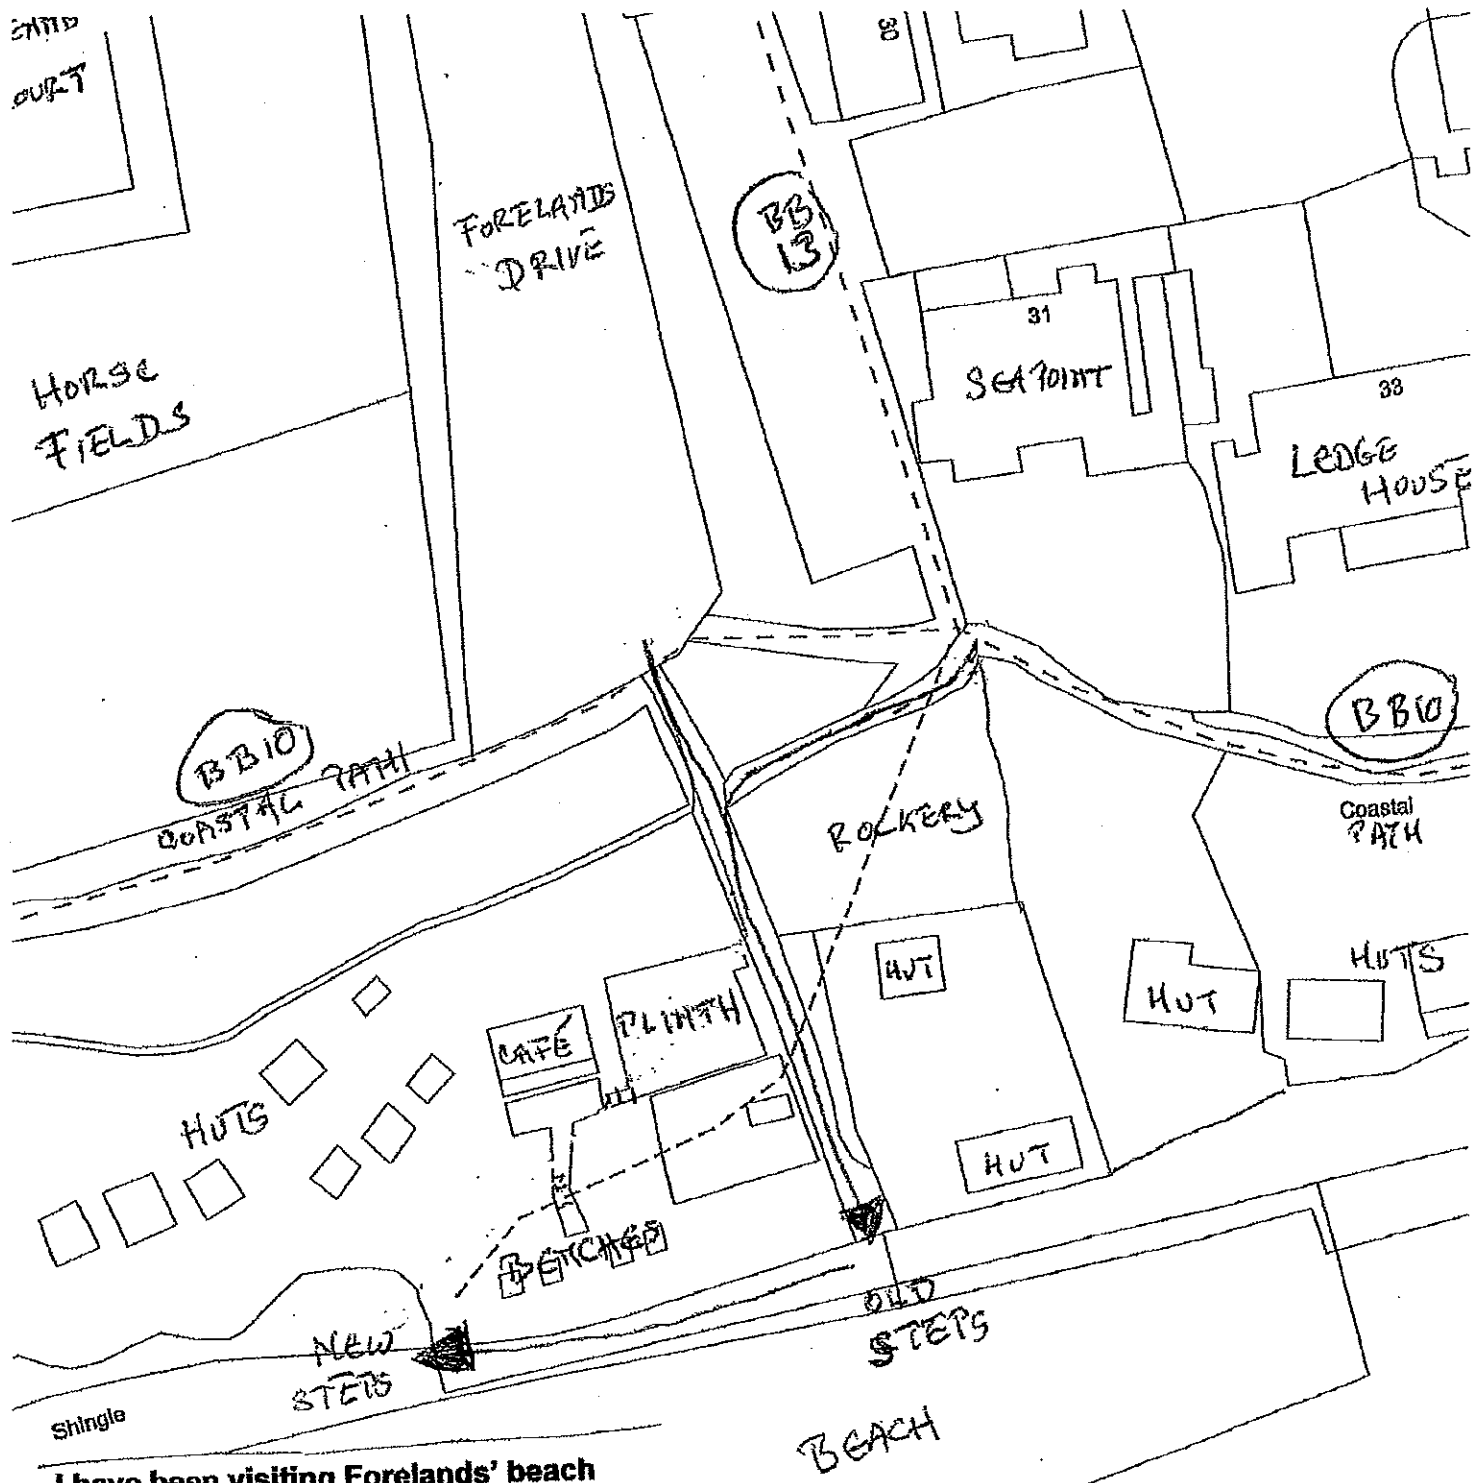 OURT
30
FORELANDS
DRIVE
BB
13
31
SEAPOINT
33
HORSE
FIELDS
LEDGE
HOUSE
BB10
COASTAL PATH
BB10
Coastal
PATH
ROCKERY
HUT
HUT
HUTS
CAFÉ
PLINTH
HUTS
HUT
BENCHES
OLD
STEPS
NEW
STEPS
Shingle
BEACH
I have been visiting Forelands' beach